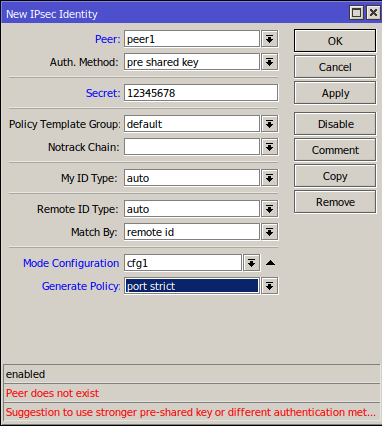 New IPsec Identity
Peer: peer1
OK
Auth. Method: pre shared key
Cancel
Secret: 12345678
Apply
Policy Template Group: default
Disable
Notrack Chain:
Comment
My ID Type: auto
Copy
Remote ID Type: auto
Remove
Match By: remote id
Mode Configuration cfg1
Generate Policy: port strict
enabled
Peer does not exist
Suggestion to use stronger pre-shared key or different authentication met...